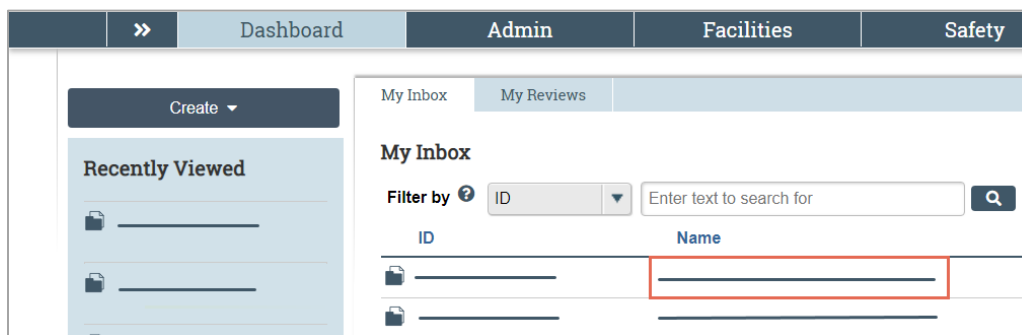 » Dashboard Admin Facilities Safety
Create
My Inbox My Reviews
Recently Viewed
My Inbox
Filter by ? ID Enter text to search for
ID Name